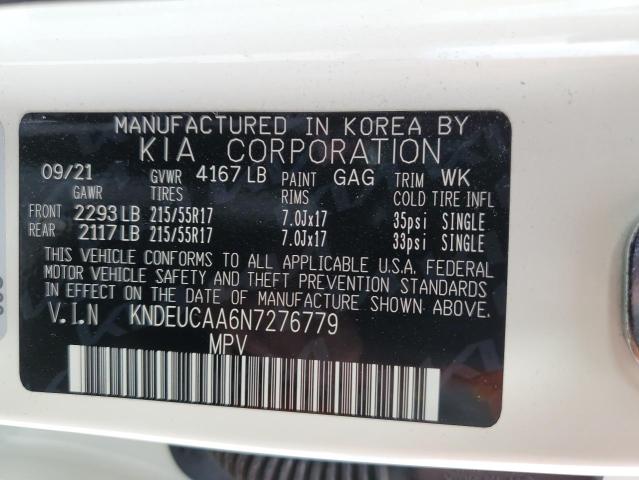 MANUFACTURED IN KOREA BY
KIA CORPORATION
09/21 GVWR 4167 LB PAINT GAG TRIM WK
GAWR TIRES RIMS COLD TIRE INFL
FRONT 2293 LB 215/55R17 7.0Jx17 35psi SINGLE
REAR 2117 LB 215/55R17 7.0Jx17 33psi SINGLE
THIS VEHICLE CONFORMS TO ALL APPLICABLE U.S.A. FEDERAL
MOTOR VEHICLE SAFETY AND THEFT PREVENTION STANDARDS
IN EFFECT ON THE DATE OF MANUFACTURE SHOWN ABOVE.
V.I.N KNDEUCAA6N7276779
MPV